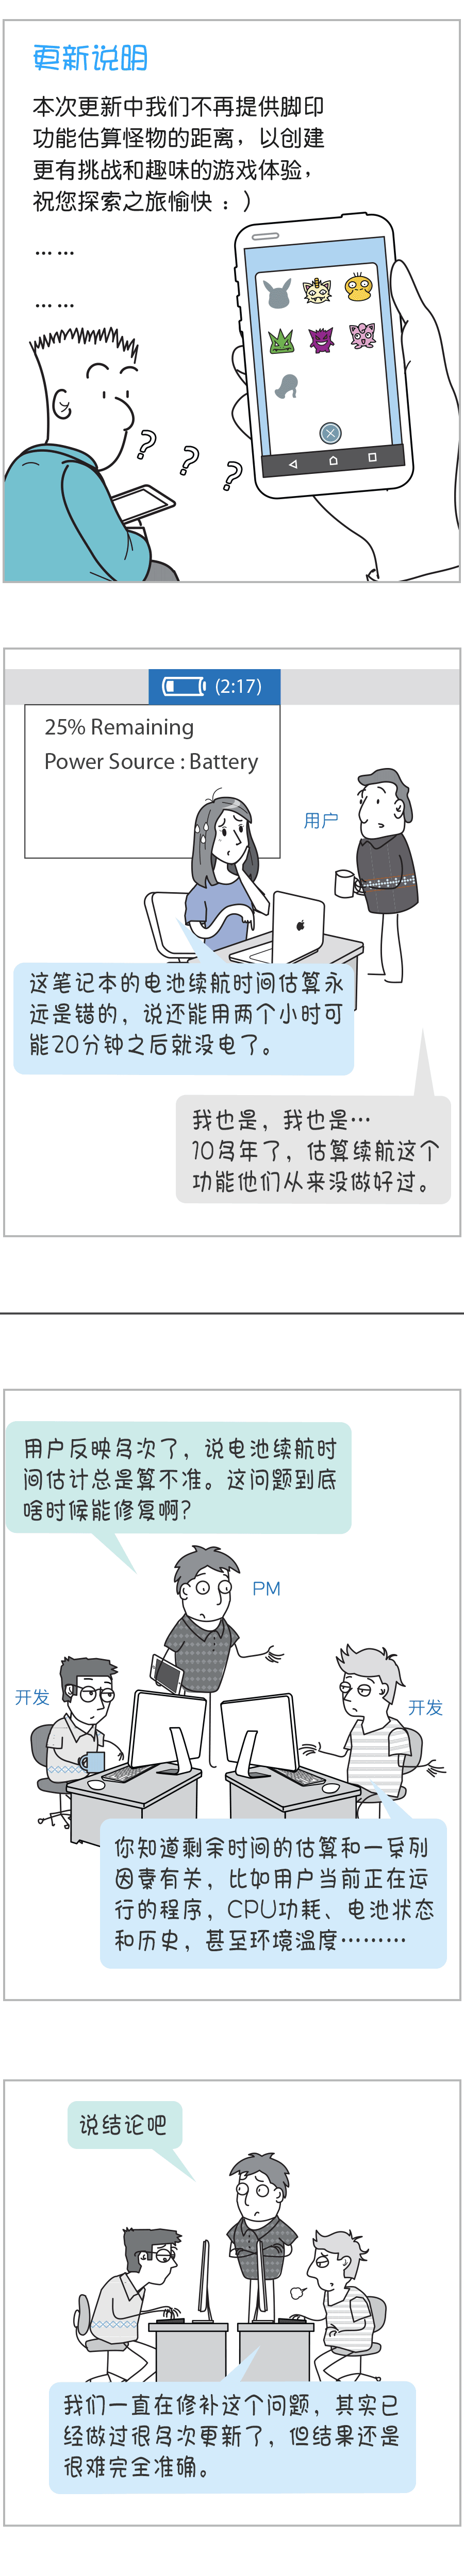 更新说明
本次更新中我们不再提供脚印
功能估算怪物的距离，以创建
更有挑战和趣味的游戏体验，
祝您探索之旅愉快 ：）
… …
… …
? ? ?
(2:17)
25% Remaining
Power Source : Battery
用户
这笔记本的电池续航时间估算永
远是错的，说还能用两个小时可
能20分钟之后就没电了。
我也是，我也是…
10多年了，估算续航这个
功能他们从来没做好过。
用户反映多次了，说电池续航时
间估计总是算不准。这问题到底
啥时候能修复啊?
PM
开发
开发
你知道剩余时间的估算和一系列
因素有关，比如用户当前正在运
行的程序，CPU功耗、电池状态
和历史，甚至环境温度………
说结论吧
我们一直在修补这个问题，其实已
经做过很多次更新了，但结果还是
很难完全准确。